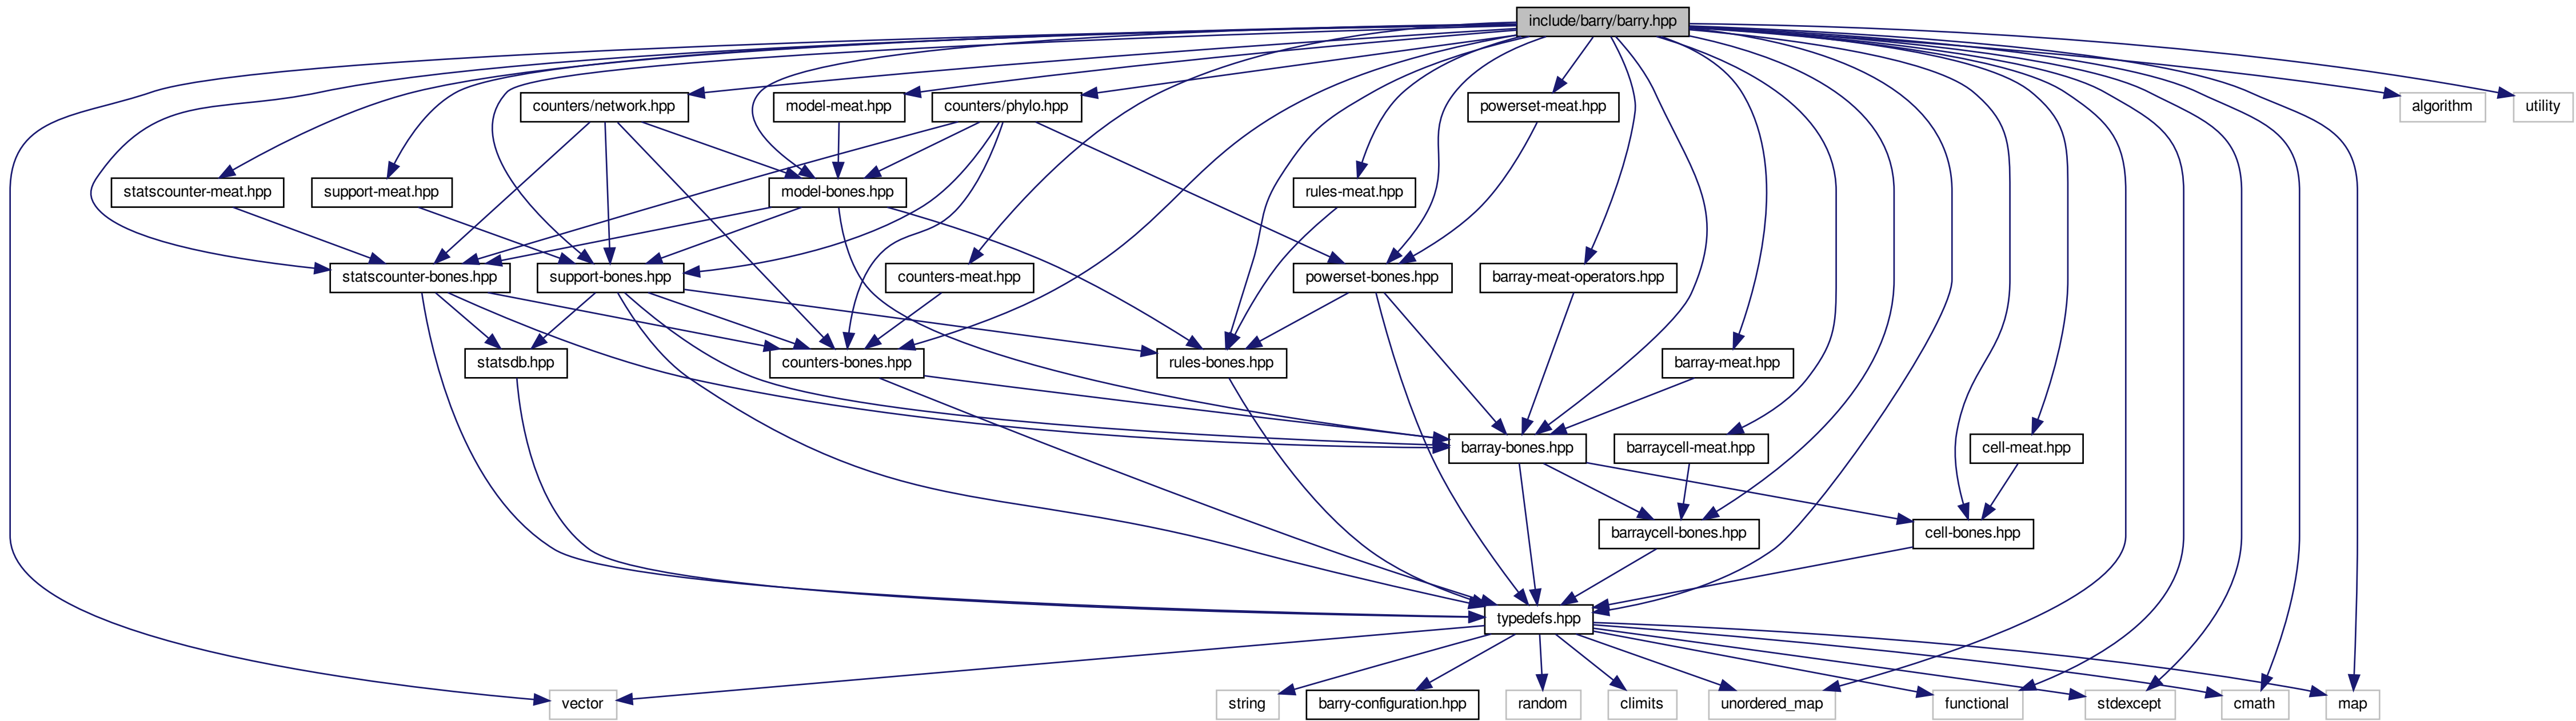 include/barry/barry.hpp
counters/network.hpp
model-meat.hpp
counters/phylo.hpp
powerset-meat.hpp
algorithm
utility
statscounter-meat.hpp
support-meat.hpp
model-bones.hpp
rules-meat.hpp
statscounter-bones.hpp
support-bones.hpp
counters-meat.hpp
powerset-bones.hpp
barray-meat-operators.hpp
statsdb.hpp
counters-bones.hpp
rules-bones.hpp
barray-meat.hpp
barray-bones.hpp
barraycell-meat.hpp
cell-meat.hpp
barraycell-bones.hpp
cell-bones.hpp
typedefs.hpp
vector
string
barry-configuration.hpp
random
climits
unordered_map
functional
stdexcept
cmath
map